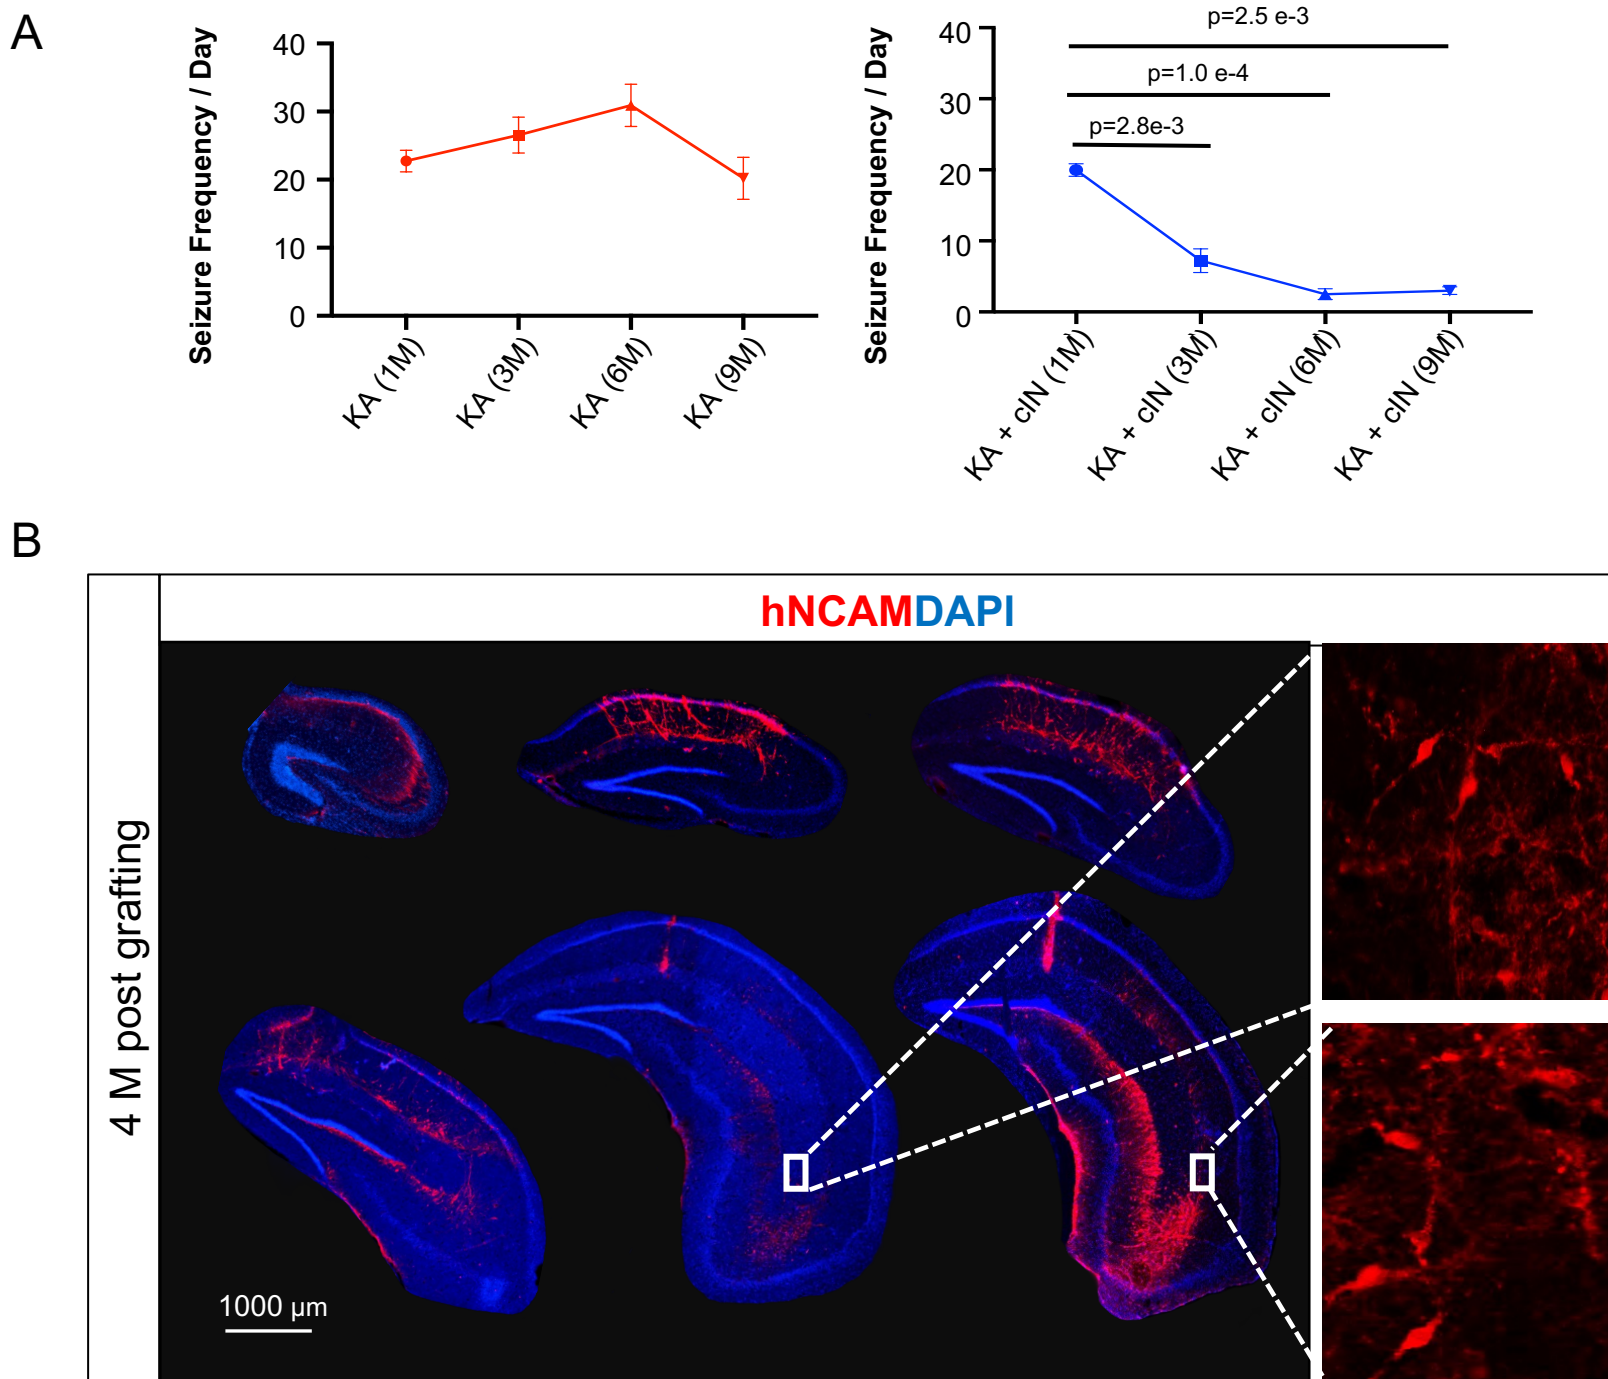 A
Seizure Frequency / Day
40
30
20
10
0
KA (1M)
KA (3M)
KA (6M)
KA (9M)
Seizure Frequency / Day
40
30
20
10
0
p=2.5 e-3
p=1.0 e-4
p=2.8e-3
KA + cIN (1M)
KA + cIN (3M)
KA + cIN (6M)
KA + cIN (9M)
B
hNCAMDAPI
4 M post grafting
1000 µm